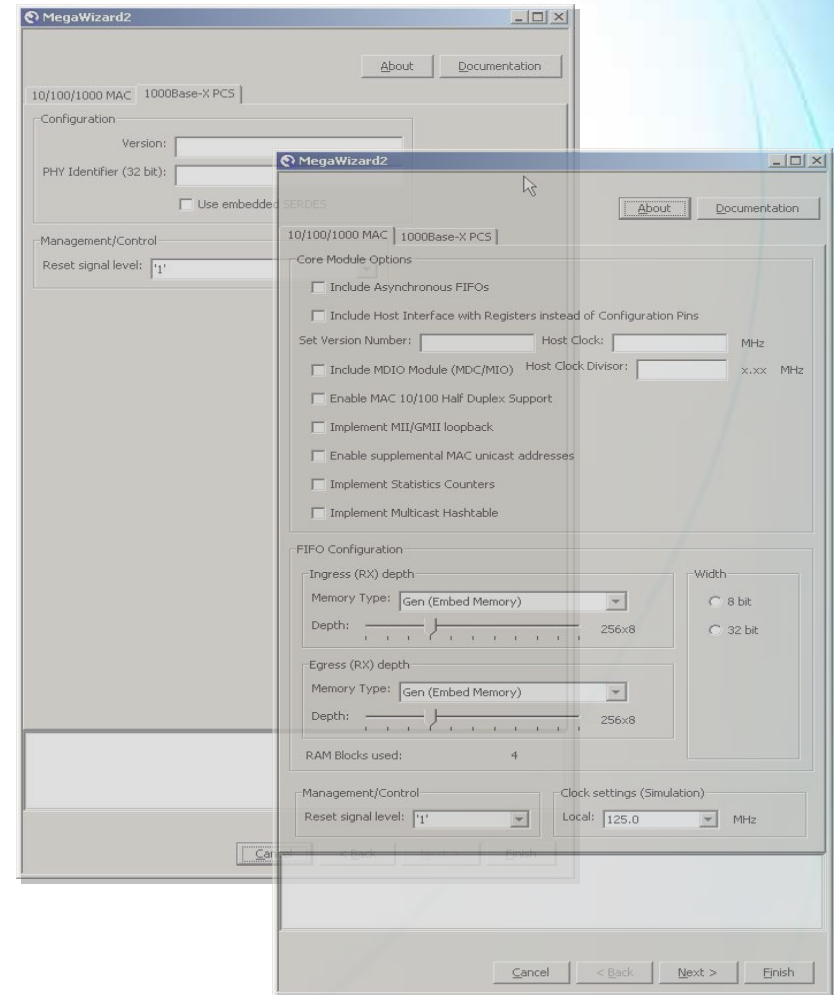 MegaWizard2
About Documentation
10/100/1000 MAC 1000Base-X PCS
Configuration
Version:
PHY Identifier (32 bit):
Use embedded SERDES
Management/Control
Reset signal level: '1'
Cancel < Back Next > Finish
MegaWizard2
About Documentation
10/100/1000 MAC 1000Base-X PCS
Core Module Options
Include Asynchronous FIFOs
Include Host Interface with Registers instead of Configuration Pins
Set Version Number: Host Clock: MHz
Include MDIO Module (MDC/MIO) Host Clock Divisor: x.xx MHz
Enable MAC 10/100 Half Duplex Support
Implement MII/GMII loopback
Enable supplemental MAC unicast addresses
Implement Statistics Counters
Implement Multicast Hashtable
FIFO Configuration
Ingress (RX) depth
Memory Type: Gen (Embed Memory)
Depth: 256x8
Width
8 bit
32 bit
Egress (RX) depth
Memory Type: Gen (Embed Memory)
Depth: 256x8
RAM Blocks used: 4
Management/Control
Reset signal level: '1'
Clock settings (Simulation)
Local: 125.0 MHz
Cancel < Back Next > Finish